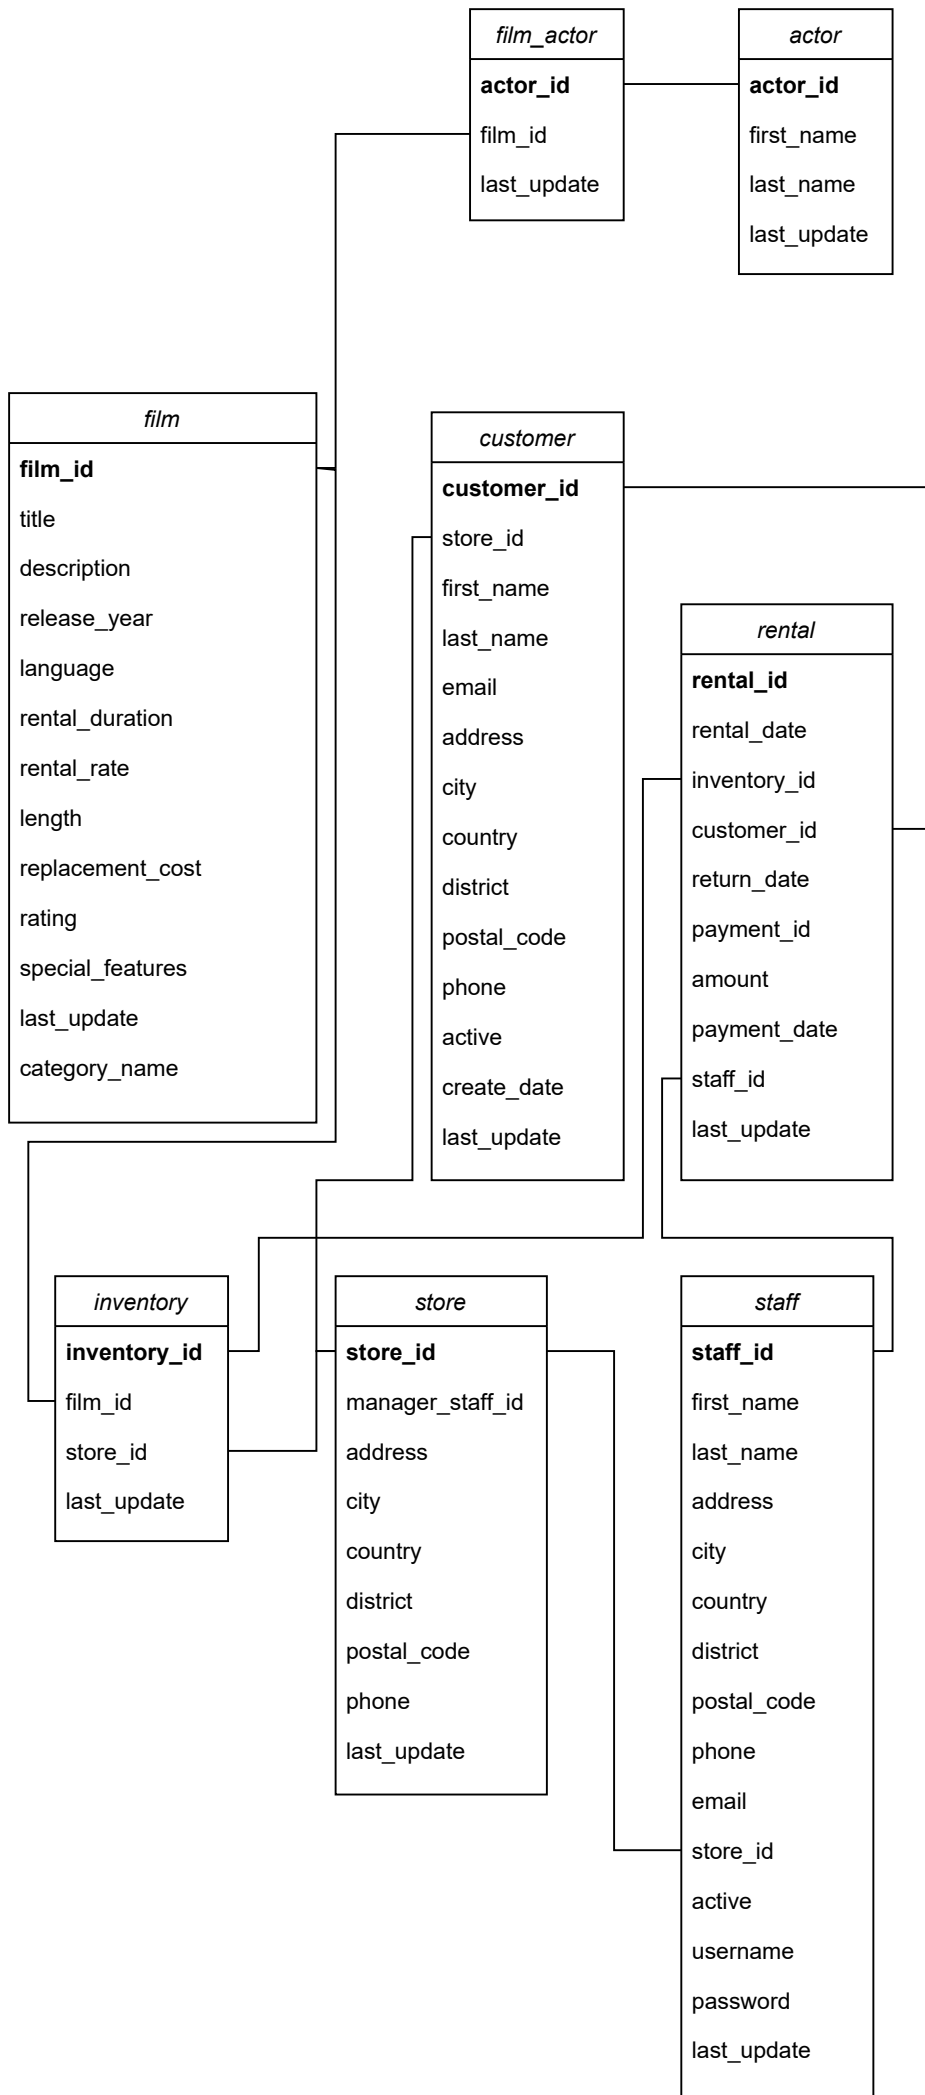 film_actor
actor_id
film_id
last_update
actor
actor_id
first_name
last_name
last_update
film
film_id
title
description
release_year
language
rental_duration
rental_rate
length
replacement_cost
rating
special_features
last_update
category_name
customer
customer_id
store_id
first_name
last_name
email
address
city
country
district
postal_code
phone
active
create_date
last_update
rental
rental_id
rental_date
inventory_id
customer_id
return_date
payment_id
amount
payment_date
staff_id
last_update
inventory
inventory_id
film_id
store_id
last_update
store
store_id
manager_staff_id
address
city
country
district
postal_code
phone
last_update
staff
staff_id
first_name
last_name
address
city
country
district
postal_code
phone
email
store_id
active
username
password
last_update